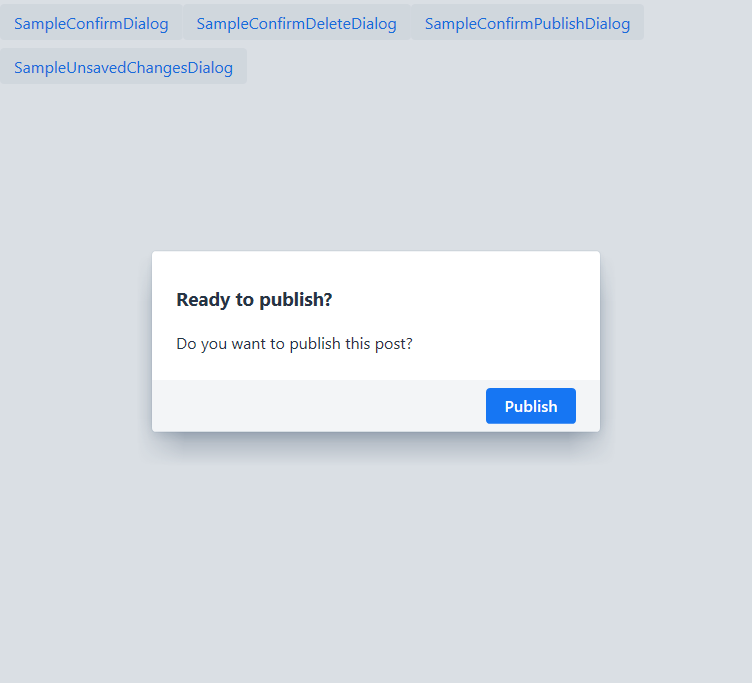 SampleConfirmDialog SampleConfirmDeleteDialog SampleConfirmPublishDialog
SampleUnsavedChangesDialog
Ready to publish?
Do you want to publish this post?
Publish